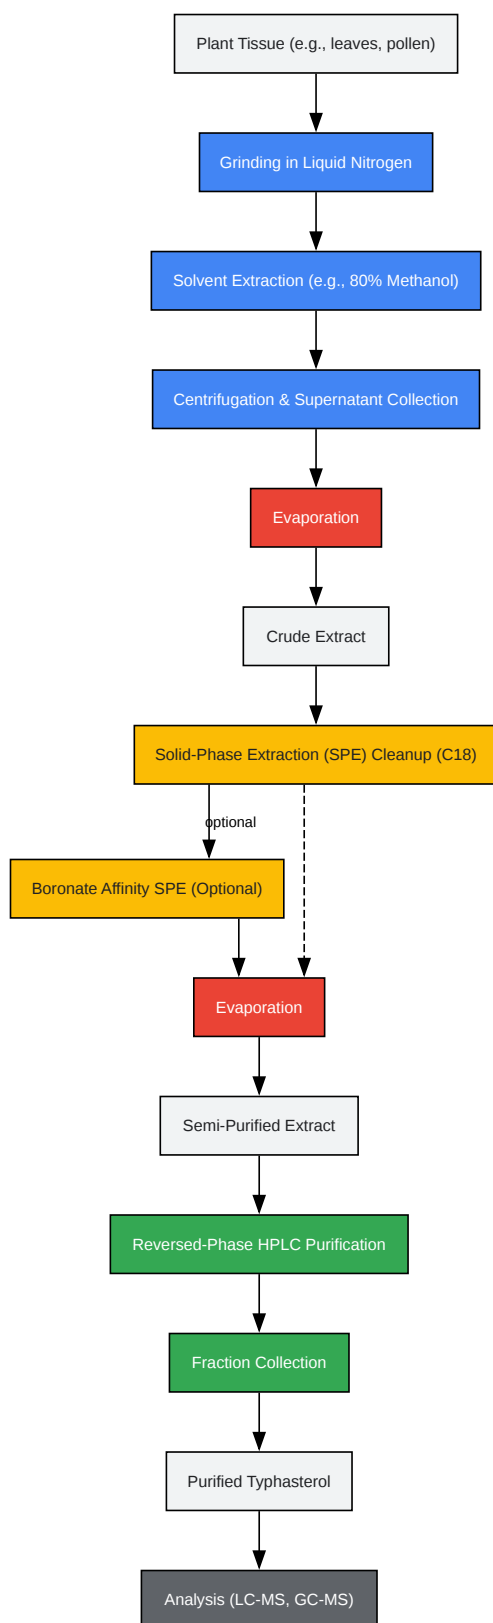 Plant Tissue (e.g., leaves, pollen)
Grinding in Liquid Nitrogen
Solvent Extraction (e.g., 80% Methanol)
Centrifugation & Supernatant Collection
Evaporation
Crude Extract
Solid-Phase Extraction (SPE) Cleanup (C18)
optional
Boronate Affinity SPE (Optional)
Evaporation
Semi-Purified Extract
Reversed-Phase HPLC Purification
Fraction Collection
Purified Typhasterol
Analysis (LC-MS, GC-MS)